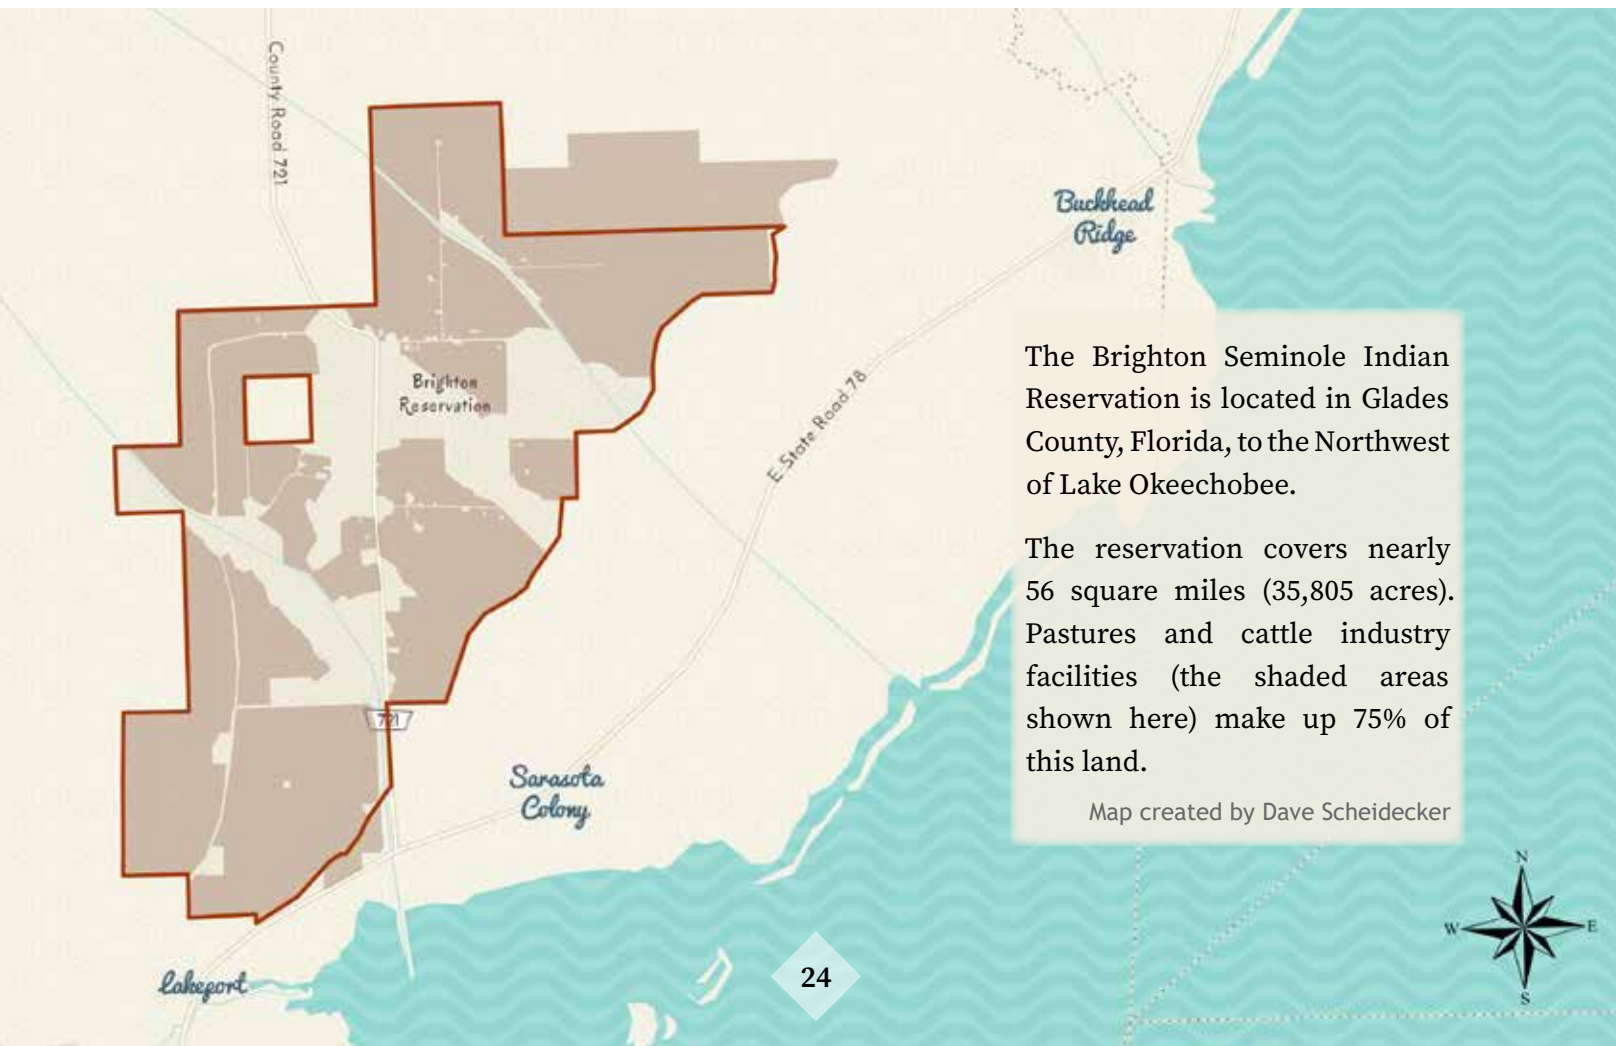 County Road 721
Buckhead
Ridge
Brighton
Reservation
E State Road 78
The Brighton Seminole Indian
Reservation is located in Glades
County, Florida, to the Northwest
of Lake Okeechobee.
The reservation covers nearly
56 square miles (35,805 acres).
Pastures and cattle industry
facilities (the shaded areas
shown here) make up 75% of
this land.
Map created by Dave Scheidecker
721
Sarasota
Colony
Lakeport
24
N
W
E
S